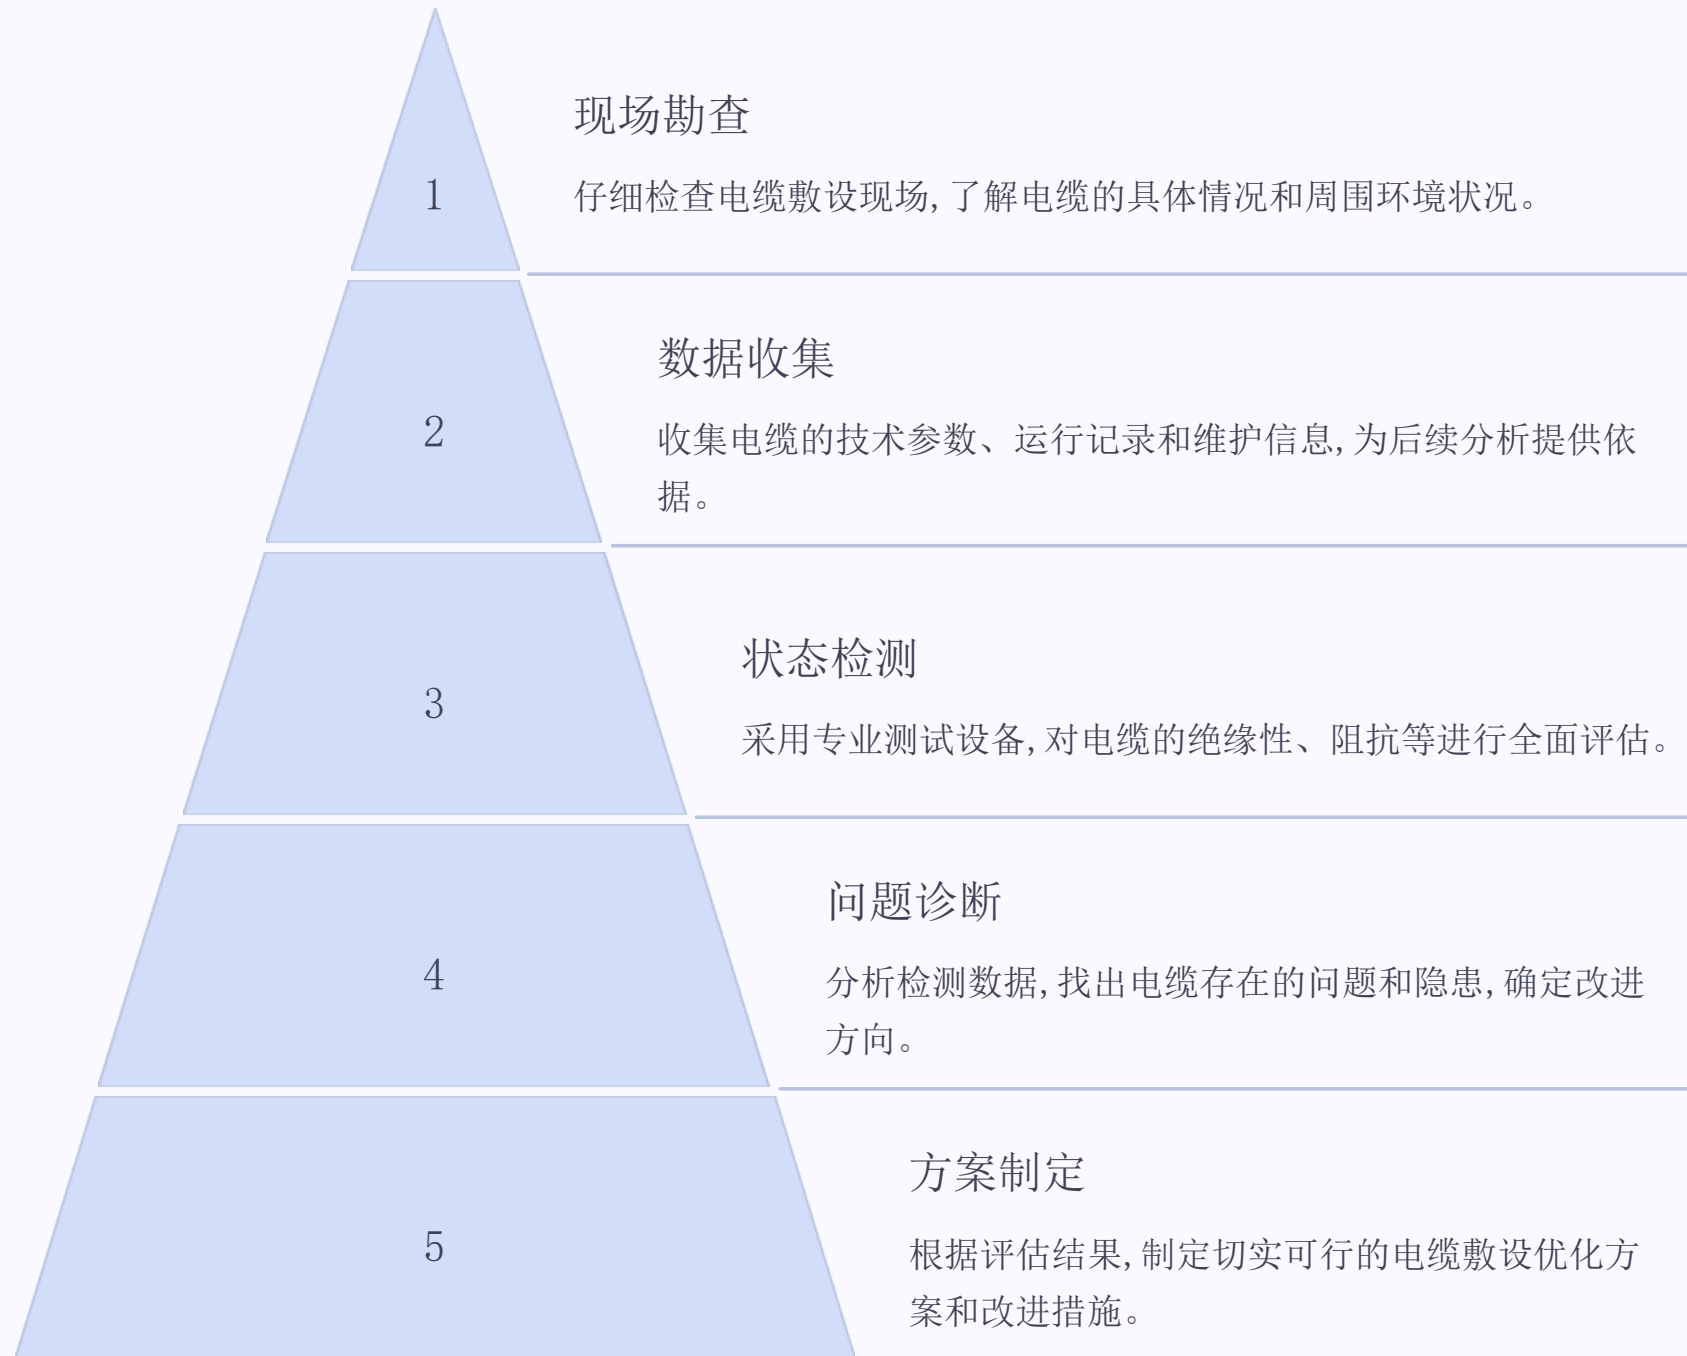 现场勘查
1
仔细检查电缆敷设现场,了解电缆的具体情况和周围环境状况。
数据收集
2
收集电缆的技术参数、运行记录和维护信息,为后续分析提供依
据。
状态检测
3
采用专业测试设备,对电缆的绝缘性、阻抗等进行全面评估。
问题诊断
4
分析检测数据,找出电缆存在的问题和隐患,确定改进
方向。
方案制定
5
根据评估结果,制定切实可行的电缆敷设优化方
案和改进措施。